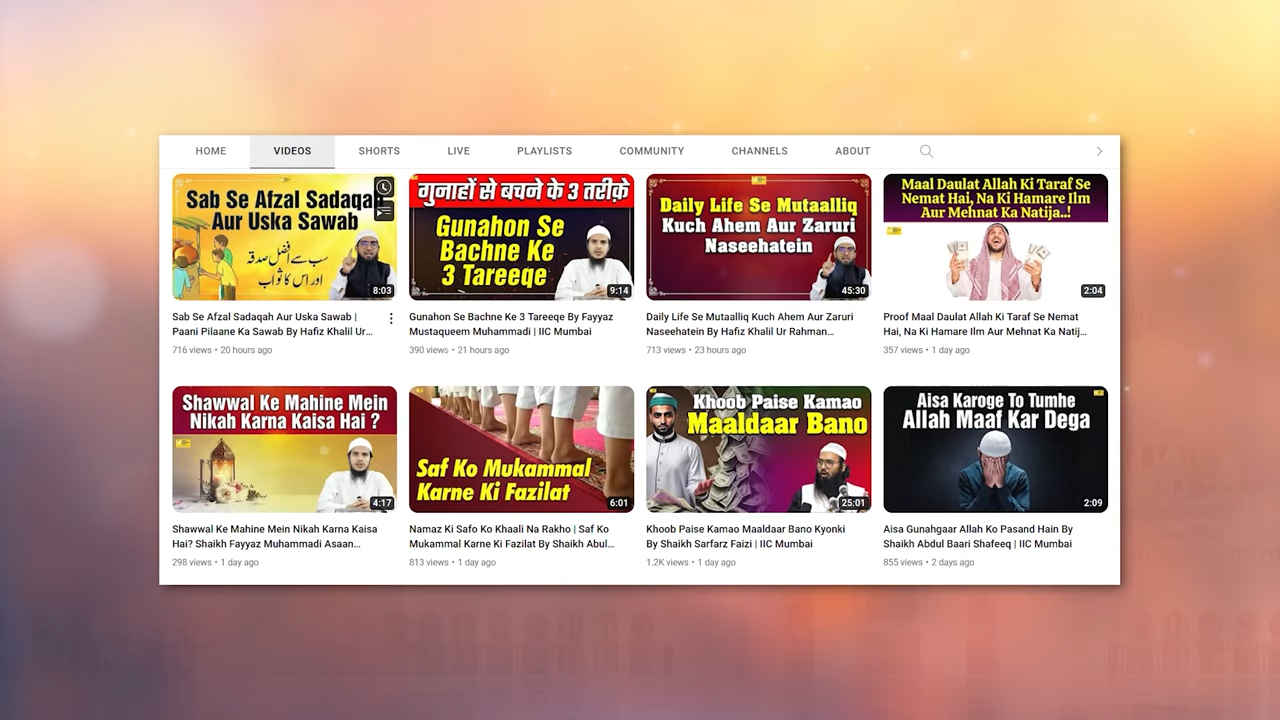 HOME VIDEOS SHORTS LIVE PLAYLISTS COMMUNITY CHANNELS ABOUT
Sab Se Afzal Sadaqah
Aur Uska Sawab
سب سے افضل صدقہ
اور اس کا ثواب
8:03
गुनाहों से बचने के 3 तरीक़े
Gunahon Se
Bachne Ke
3 Tareeqe
9:14
Daily Life Se Mutaalliq
Kuch Ahem Aur Zaruri
Naseehatein
45:30
Maal Daulat Allah Ki Taraf Se
Nemat Hai, Na Ki Hamare Ilm
Aur Mehnat Ka Natija..!
2:04
Sab Se Afzal Sadaqah Aur Uska Sawab |
Paani Pilaane Ka Sawab By Hafiz Khalil Ur...
716 views • 20 hours ago
Gunahon Se Bachne Ke 3 Tareeqe By Fayyaz
Mustaqueem Muhammadi | IIC Mumbai
390 views • 21 hours ago
Daily Life Se Mutaalliq Kuch Ahem Aur Zaruri
Naseehatein By Hafiz Khalil Ur Rahman...
713 views • 23 hours ago
Proof Maal Daulat Allah Ki Taraf Se Nemat
Hai, Na Ki Hamare Ilm Aur Mehnat Ka Natij...
357 views • 1 day ago
Shawwal Ke Mahine Mein
Nikah Karna Kaisa Hai ?
4:17
Saf Ko Mukammal
Karne Ki Fazilat
6:01
Khoob Paise Kamao
Maaldaar Bano
25:01
Aisa Karoge To Tumhe
Allah Maaf Kar Dega
2:09
Shawwal Ke Mahine Mein Nikah Karna Kaisa
Hai? Shaikh Fayyaz Muhammadi Asaan...
298 views • 1 day ago
Namaz Ki Safo Ko Khaali Na Rakho | Saf Ko
Mukammal Karne Ki Fazilat By Shaikh Abul...
813 views • 1 day ago
Khoob Paise Kamao Maaldaar Bano Kyonki
By Shaikh Sarfarz Faizi | IIC Mumbai
1.2K views • 1 day ago
Aisa Gunahgaar Allah Ko Pasand Hain By
Shaikh Abdul Baari Shafeeq | IIC Mumbai
855 views • 2 days ago